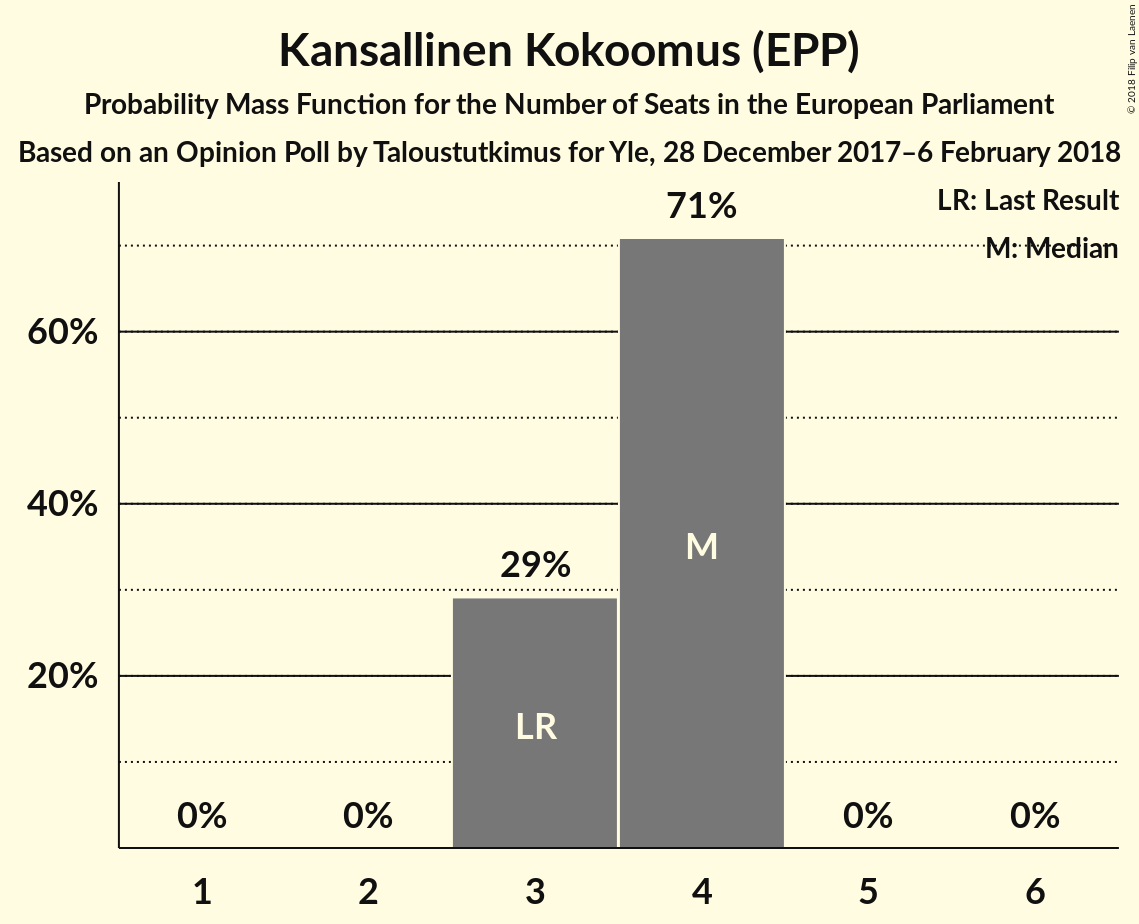 Kansallinen Kokoomus (EPP)
Probability Mass Function for the Number of Seats in the European Parliament
Based on an Opinion Poll by Taloustutkimus for Yle, 28 December 2017–6 February 2018
© 2018 Filip van Laenen
LR: Last Result
M: Median
71%
60%
40%
29%
20%
M
LR
0%
0%
0%
0%
1 2 3 4 5 6